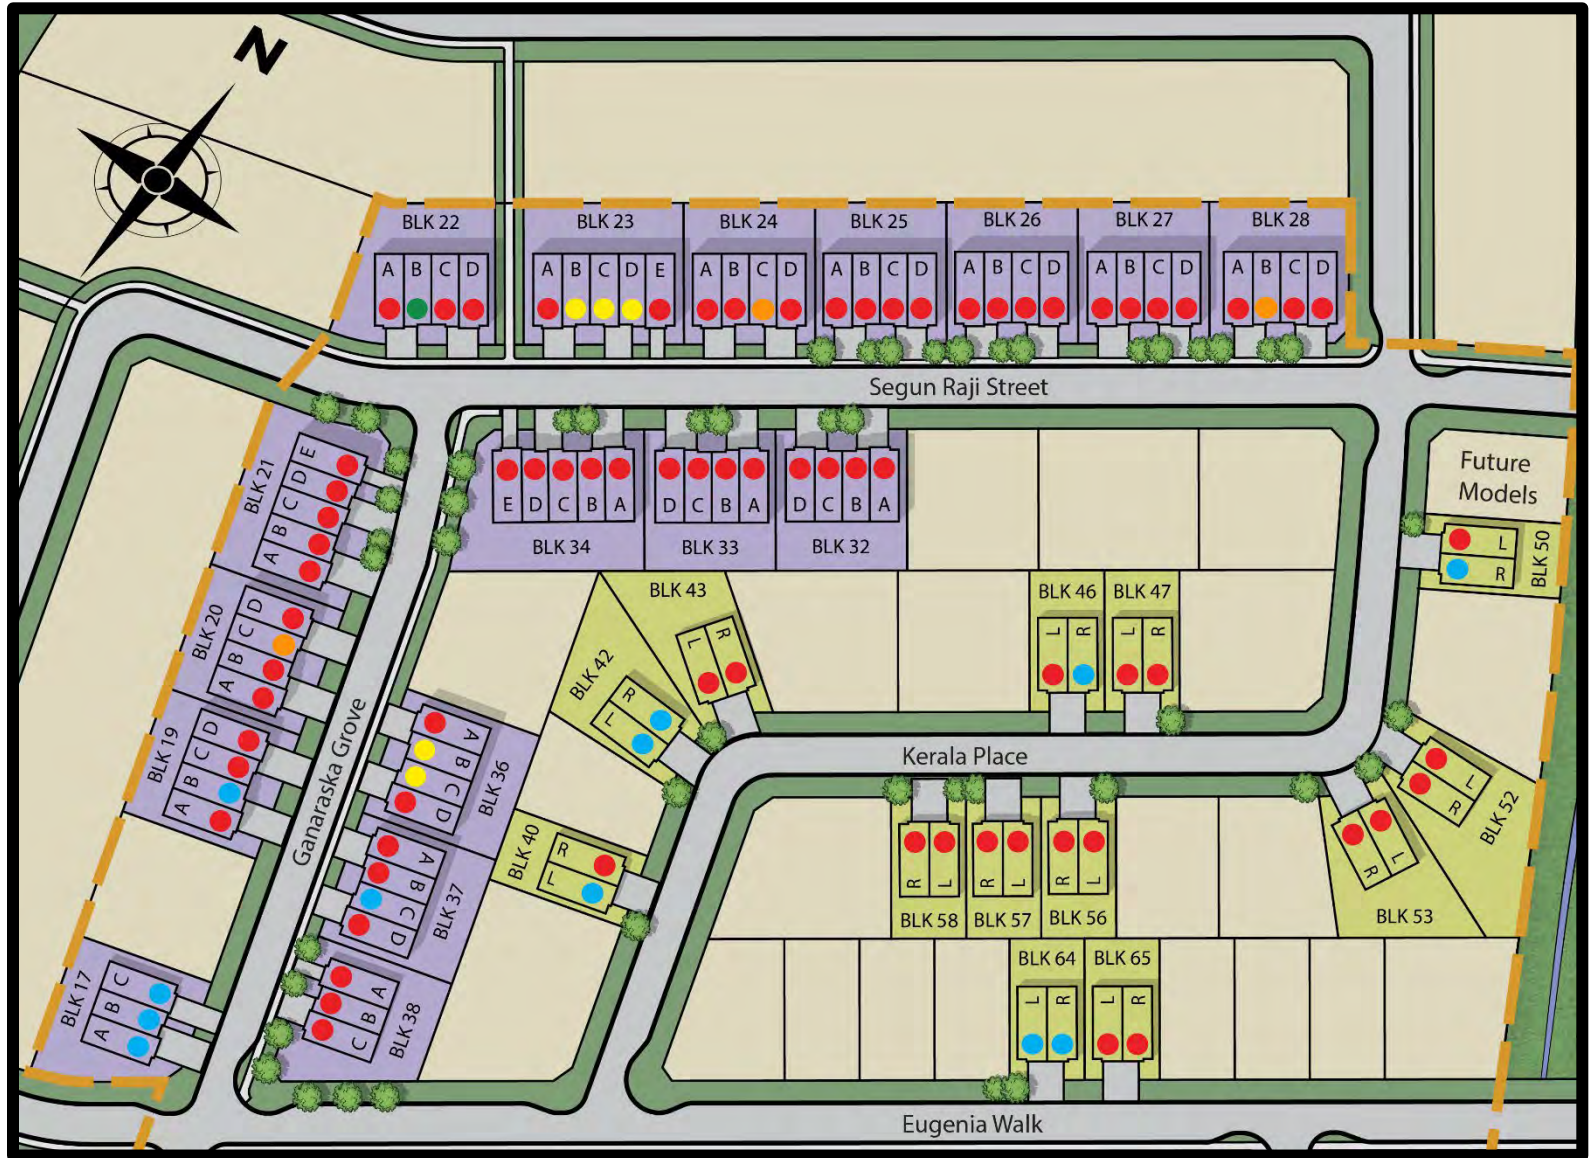 N
BLK 22
BLK 23
BLK 24
BLK 25
BLK 26
BLK 27
BLK 28
A B C D
A B C D E
A B C D
A B C D
A B C D
A B C D
A B C D
Segun Raji Street
E D C B A
D C B A
D C B A
BLK 34
BLK 33
BLK 32
Future
Models
L
R
BLK 50
BLK 21
E
D
C
B
A
BLK 20
D
C
B
A
BLK 19
D
C
B
A
BLK 17
C
B
A
Ganaraska Grove
A
B
C
D
BLK 36
A
B
C
D
BLK 37
A
B
C
BLK 38
BLK 43
L R
BLK 42
R
L
BLK 40
R
L
BLK 46
L R
BLK 47
L R
Kerala Place
R L
R L
R L
BLK 58
BLK 57
BLK 56
L
R
BLK 52
R L
BLK 53
BLK 64
BLK 65
L R
L R
Eugenia Walk